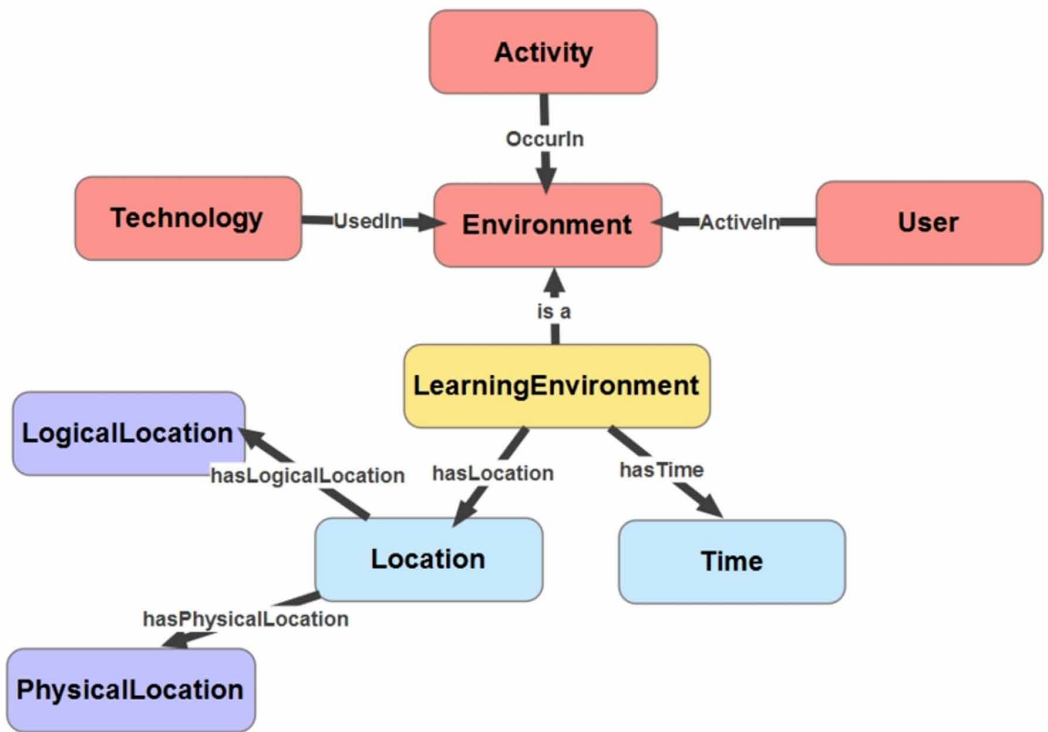 Activity
OccurIn
Technology
UsedIn
Environment
ActiveIn
User
is a
LearningEnvironment
LogicalLocation
hasLogicalLocation
hasLocation
hasTime
Location
Time
hasPhysicalLocation
PhysicalLocation